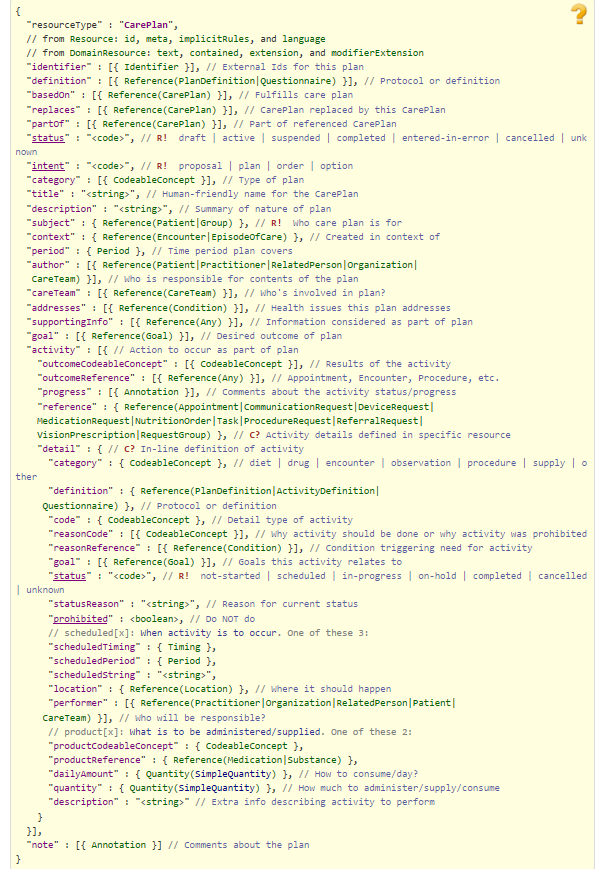 {
  "resourceType" : "CarePlan",
  // from Resource: id, meta, implicitRules, and language
  // from DomainResource: text, contained, extension, and modifierExtension
  "identifier" : [{ Identifier }], // External Ids for this plan
  "definition" : [{ Reference(PlanDefinition|Questionnaire) }], // Protocol or definition
  "basedOn" : [{ Reference(CarePlan) }], // Fulfills care plan
  "replaces" : [{ Reference(CarePlan) }], // CarePlan replaced by this CarePlan
  "partOf" : [{ Reference(CarePlan) }], // Part of referenced CarePlan
  "status" : "<code>", // R!  draft | active | suspended | completed | entered-in-error | cancelled | unk
nown
  "intent" : "<code>", // R!  proposal | plan | order | option
  "category" : [{ CodeableConcept }], // Type of plan
  "title" : "<string>", // Human-friendly name for the CarePlan
  "description" : "<string>", // Summary of nature of plan
  "subject" : { Reference(Patient|Group) }, // R!  Who care plan is for
  "context" : { Reference(Encounter|EpisodeOfCare) }, // Created in context of
  "period" : { Period }, // Time period plan covers
  "author" : [{ Reference(Patient|Practitioner|RelatedPerson|Organization|
   CareTeam) }], // Who is responsible for contents of the plan
  "careTeam" : [{ Reference(CareTeam) }], // Who's involved in plan?
  "addresses" : [{ Reference(Condition) }], // Health issues this plan addresses
  "supportingInfo" : [{ Reference(Any) }], // Information considered as part of plan
  "goal" : [{ Reference(Goal) }], // Desired outcome of plan
  "activity" : [{ // Action to occur as part of plan
    "outcomeCodeableConcept" : [{ CodeableConcept }], // Results of the activity
    "outcomeReference" : [{ Reference(Any) }], // Appointment, Encounter, Procedure, etc.
    "progress" : [{ Annotation }], // Comments about the activity status/progress
    "reference" : { Reference(Appointment|CommunicationRequest|DeviceRequest|
    MedicationRequest|NutritionOrder|Task|ProcedureRequest|ReferralRequest|
    VisionPrescription|RequestGroup) }, // C? Activity details defined in specific resource
    "detail" : { // C? In-line definition of activity
      "category" : { CodeableConcept }, // diet | drug | encounter | observation | procedure | supply | o
ther
      "definition" : { Reference(PlanDefinition|ActivityDefinition|
     Questionnaire) }, // Protocol or definition
      "code" : { CodeableConcept }, // Detail type of activity
      "reasonCode" : [{ CodeableConcept }], // Why activity should be done or why activity was prohibited
      "reasonReference" : [{ Reference(Condition) }], // Condition triggering need for activity
      "goal" : [{ Reference(Goal) }], // Goals this activity relates to
      "status" : "<code>", // R!  not-started | scheduled | in-progress | on-hold | completed | cancelled
| unknown
      "statusReason" : "<string>", // Reason for current status
      "prohibited" : <boolean>, // Do NOT do
      // scheduled[x]: When activity is to occur. One of these 3:
      "scheduledTiming" : { Timing },
      "scheduledPeriod" : { Period },
      "scheduledString" : "<string>",
      "location" : { Reference(Location) }, // Where it should happen
      "performer" : [{ Reference(Practitioner|Organization|RelatedPerson|Patient|
     CareTeam) }], // Who will be responsible?
      // product[x]: What is to be administered/supplied. One of these 2:
      "productCodeableConcept" : { CodeableConcept },
      "productReference" : { Reference(Medication|Substance) },
      "dailyAmount" : { Quantity(SimpleQuantity) }, // How to consume/day?
      "quantity" : { Quantity(SimpleQuantity) }, // How much to administer/supply/consume
      "description" : "<string>" // Extra info describing activity to perform
    }
  }],
  "note" : [{ Annotation }] // Comments about the plan
}